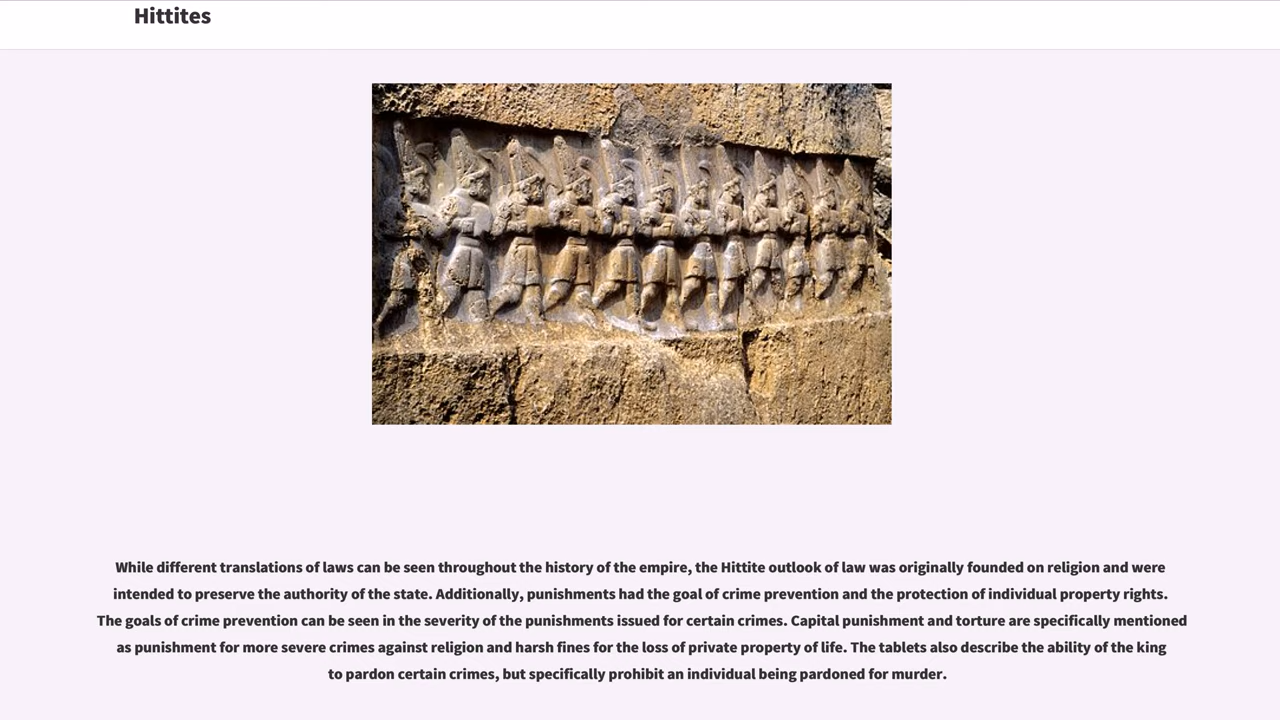 Hittites
While different translations of laws can be seen throughout the history of the empire, the Hittite outlook of law was originally founded on religion and were
intended to preserve the authority of the state. Additionally, punishments had the goal of crime prevention and the protection of individual property rights.
The goals of crime prevention can be seen in the severity of the punishments issued for certain crimes. Capital punishment and torture are specifically mentioned
as punishment for more severe crimes against religion and harsh fines for the loss of private property of life. The tablets also describe the ability of the king
to pardon certain crimes, but specifically prohibit an individual being pardoned for murder.